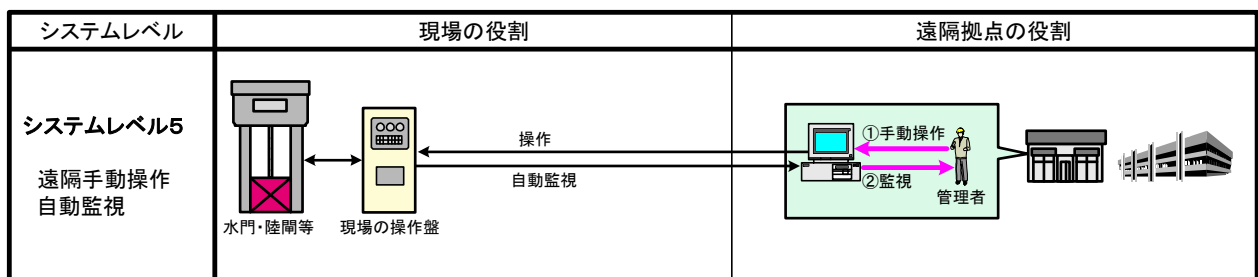 システムレベル
現場の役割
遠隔拠点の役割
システムレベル5
遠隔手動操作
自動監視
操作
自動監視
水門・陸閘等
現場の操作盤
①手動操作
②監視
管理者